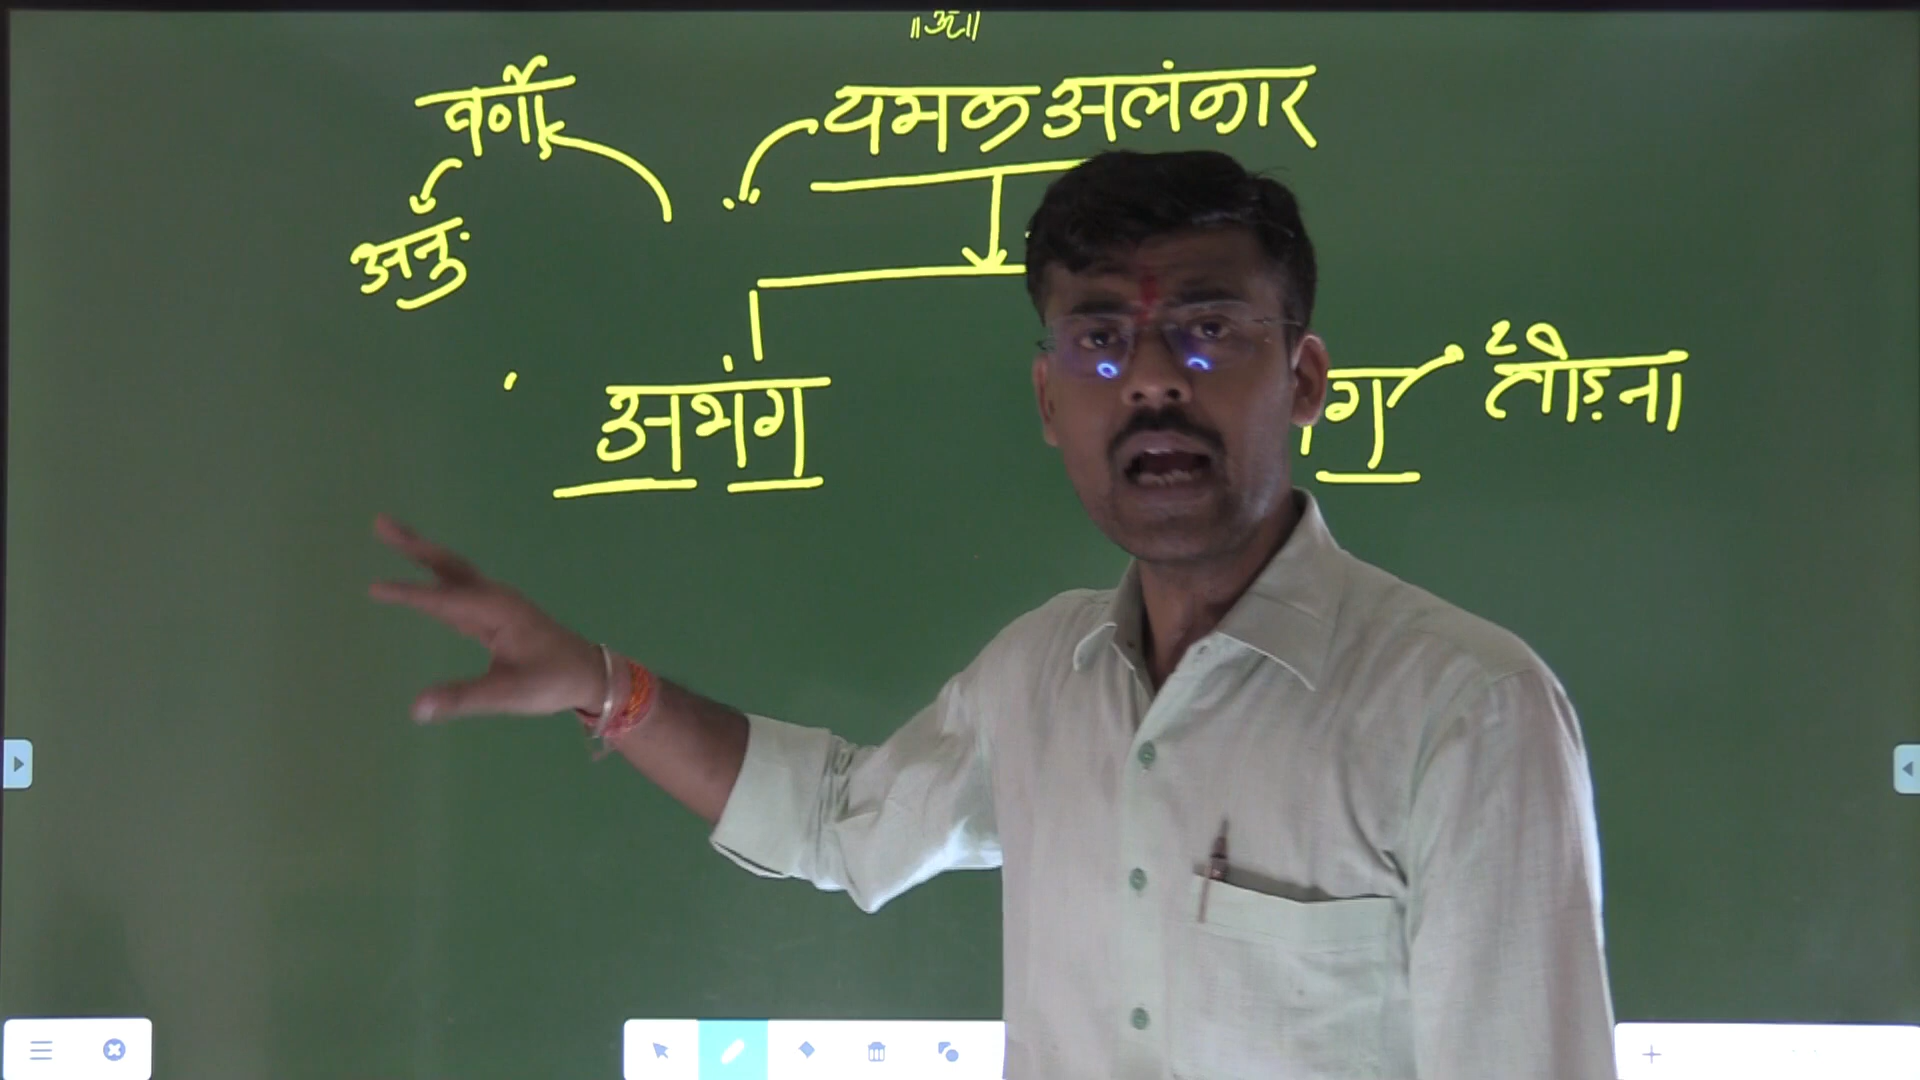 ॥ॐ॥
वर्णो यमक अलंकार
अनु.
अभंग ंग तोड़ना